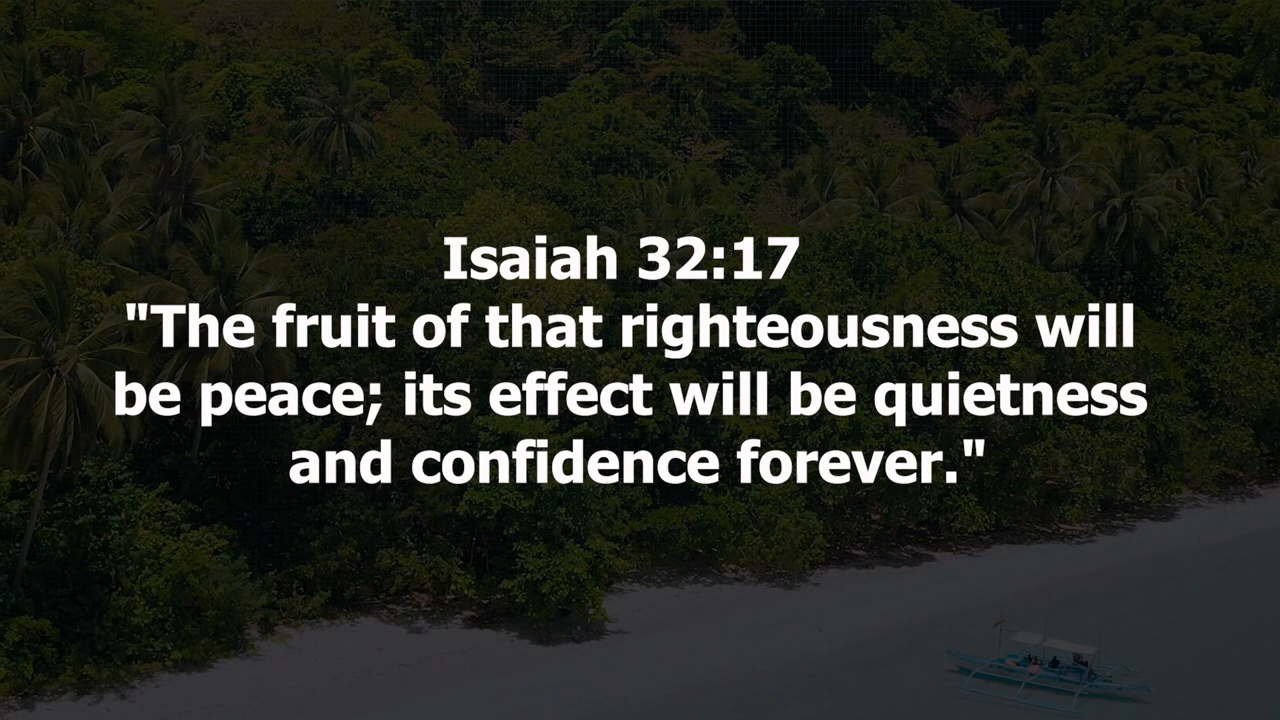 Isaiah 32:17
"The fruit of that righteousness will
be peace; its effect will be quietness
and confidence forever."